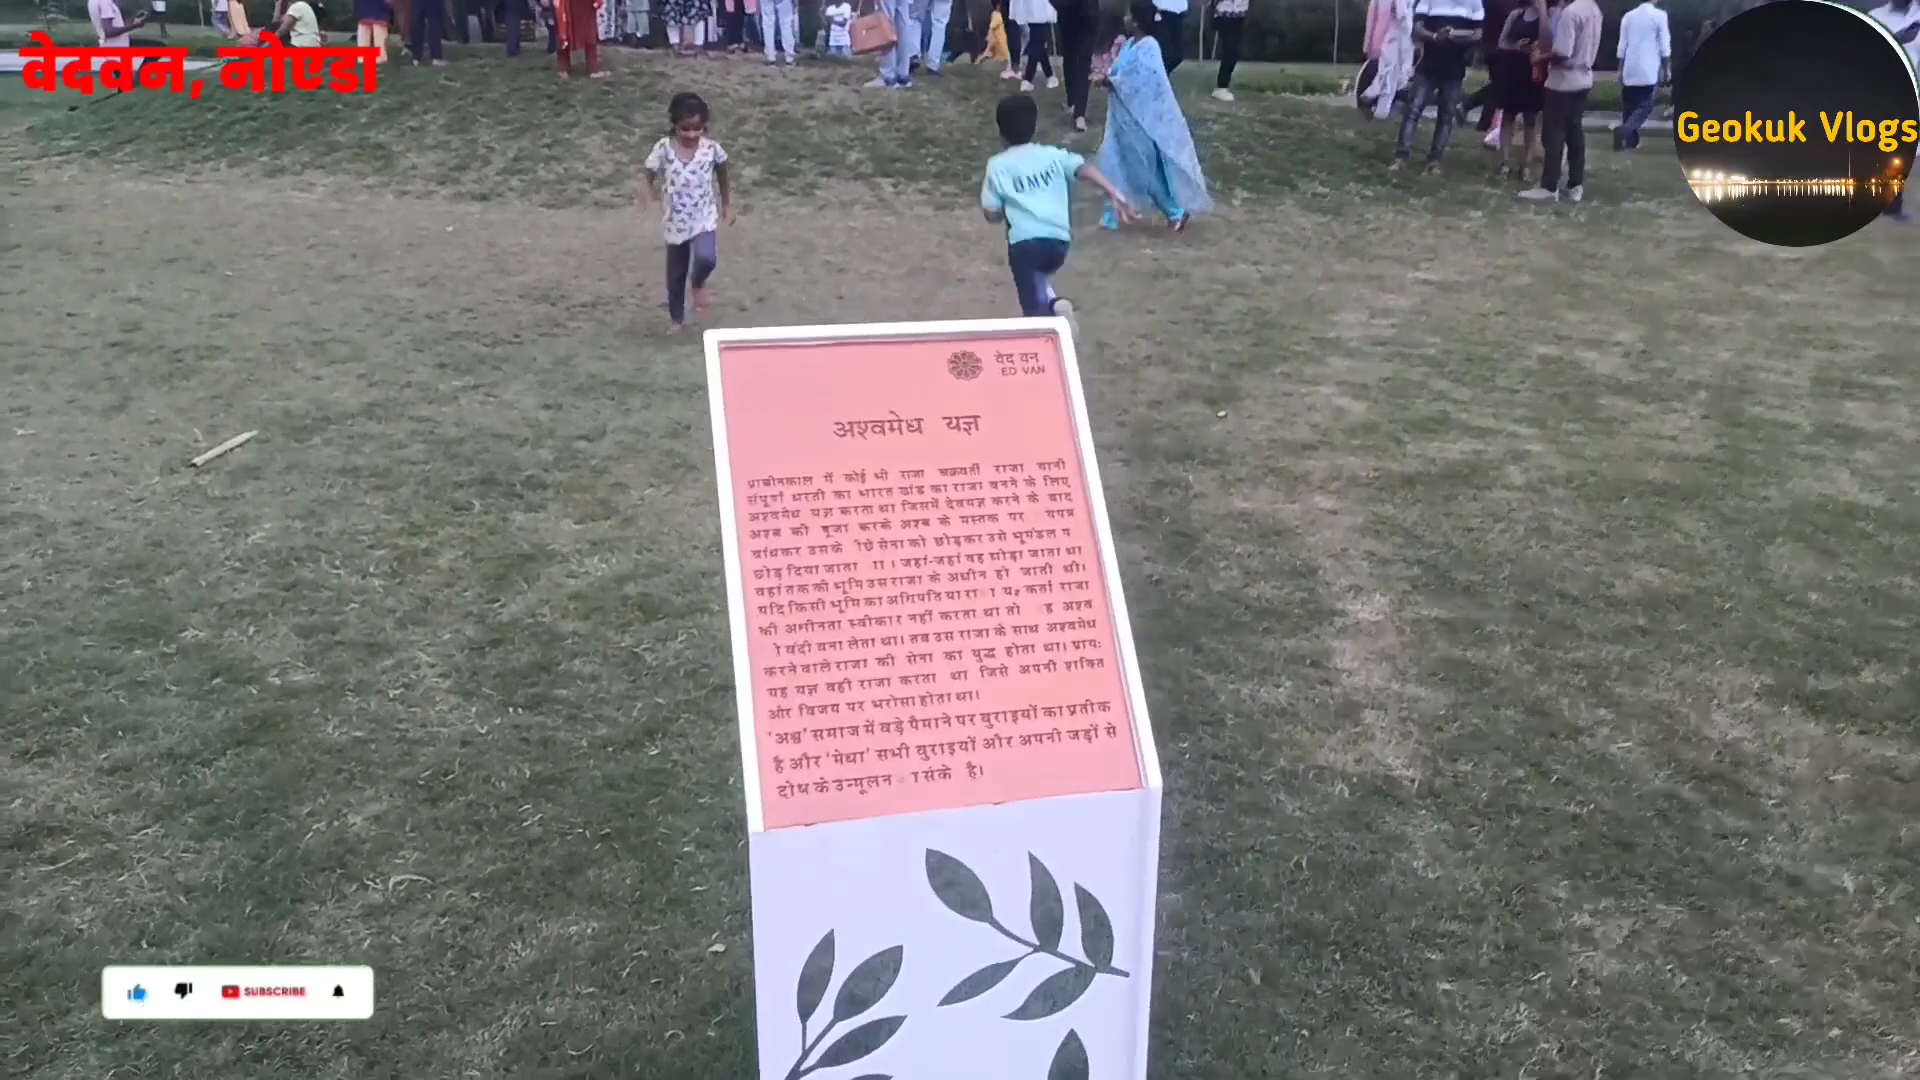 वेदवन, नोएडा
Geokuk Vlogs
OMW
वेद वन
ED VAN
अश्वमेध यज्ञ
प्राचीनकाल में कोई भी राजा चक्रवर्ती राजा यानी
संपूर्ण धरती का भारत खंड का राजा बनने के लिए
अश्वमेध यज्ञ करता था जिसमें देवयज्ञ करने के बाद
अश्व की पूजा करके अश्व के मस्तक पर यपत्र
बांधकर उसके सेना को छोड़कर उसे भूमंडल प
छोड़ दिया जाता । जहां-जहां वह घोड़ा जाता था
वहां तक की भूमि उस राजा के अधीन हो जाती थी।
यदि किसी भूमि का अधिपति या कर्ता राजा
की अधीनता स्वीकार नहीं करता था तो अश्व
बंदी बना लेता था। तब उस राजा के साथ अश्वमेध
करने वाले राजा की सेना का युद्ध होता था। प्राय:
यह यज्ञ वही राजा करता था जिसे अपनी शक्ति
और विजय पर भरोसा होता था।
'अश्व' समाज में बड़े पैमाने पर बुराइयों का प्रतीक
है और 'मेधा' सभी बुराइयों और अपनी जड़ों से
दोष के उन्मूलन है।
SUBSCRIBE